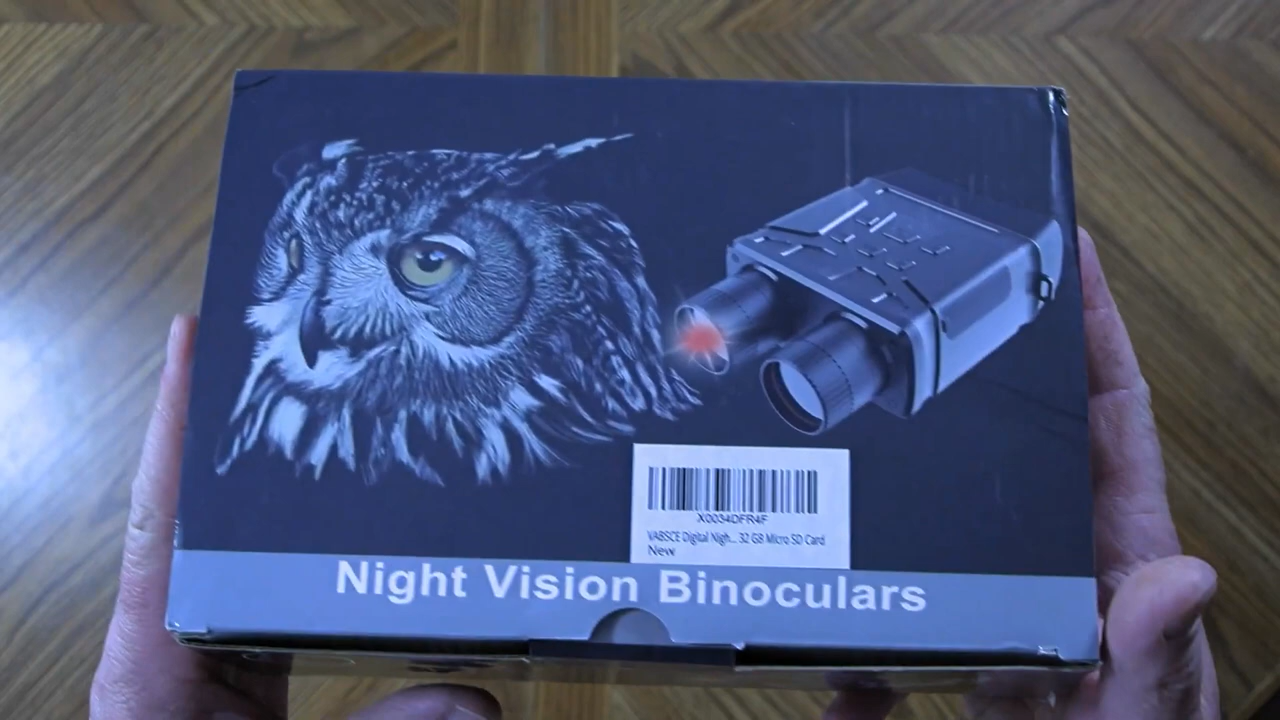 X0034DFR4F
VABSCE Digital Nigh... 32 GB Micro SD Card
New
Night Vision Binoculars